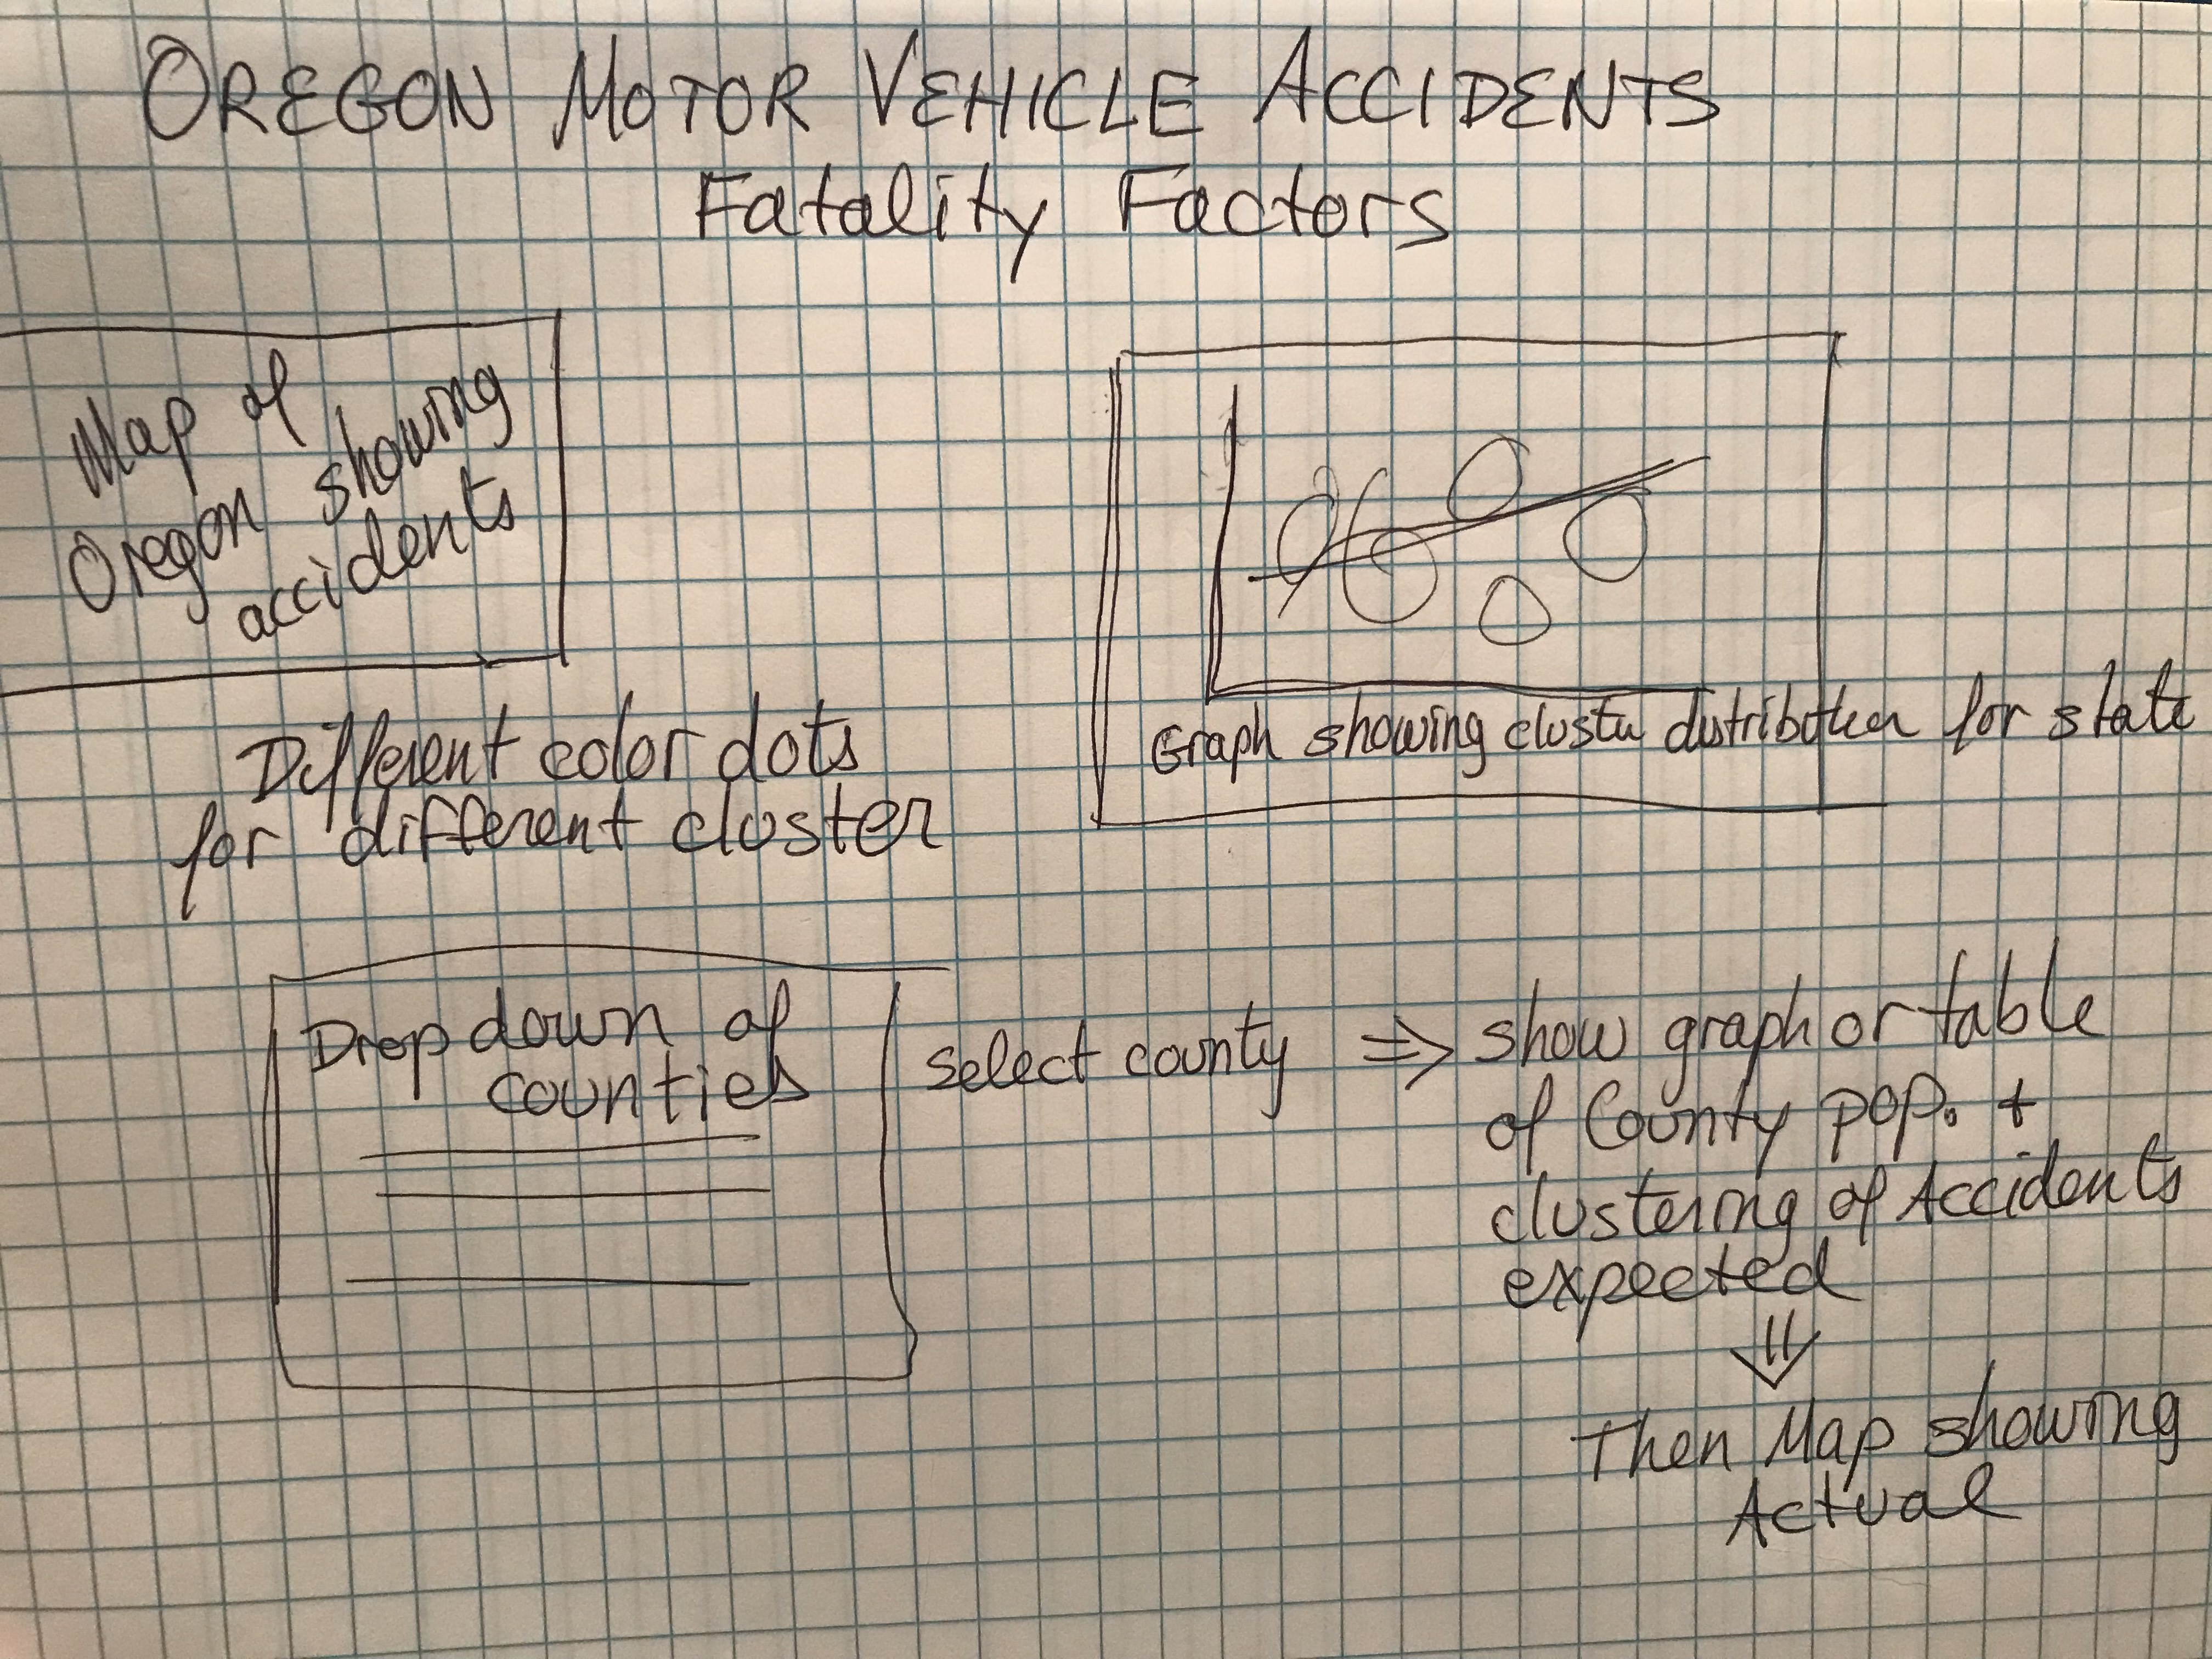 OREGON MOTOR VEHICLE ACCIDENTS
Fatality Factors
Map of
Oregon showing
accidents
Different color dots
for different cluster
Graph showing cluster distribution for state
Drop down of
counties
select county ⇒ show graph or table
of County pop. +
clustering of Accidents
expected
⇓
Then Map showing
Actual